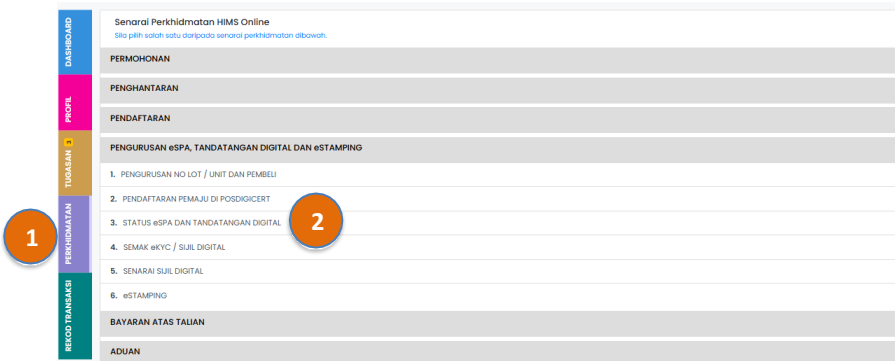 DASHBOARD
PROFIL
TUGASAN 3
PERKHIDMATAN
REKOD TRANSAKSI
1
Senarai Perkhidmatan HIMS Online
Sila pilih salah satu daripada senarai perkhidmatan dibawah.
PERMOHONAN
PENGHANTARAN
PENDAFTARAN
PENGURUSAN eSPA, TANDATANGAN DIGITAL DAN eSTAMPING
1. PENGURUSAN NO LOT / UNIT DAN PEMBELI
2. PENDAFTARAN PEMAJU DI POSDIGICERT
3. STATUS eSPA DAN TANDATANGAN DIGITAL
2
4. SEMAK eKYC / SIJIL DIGITAL
5. SENARAI SIJIL DIGITAL
6. eSTAMPING
BAYARAN ATAS TALIAN
ADUAN